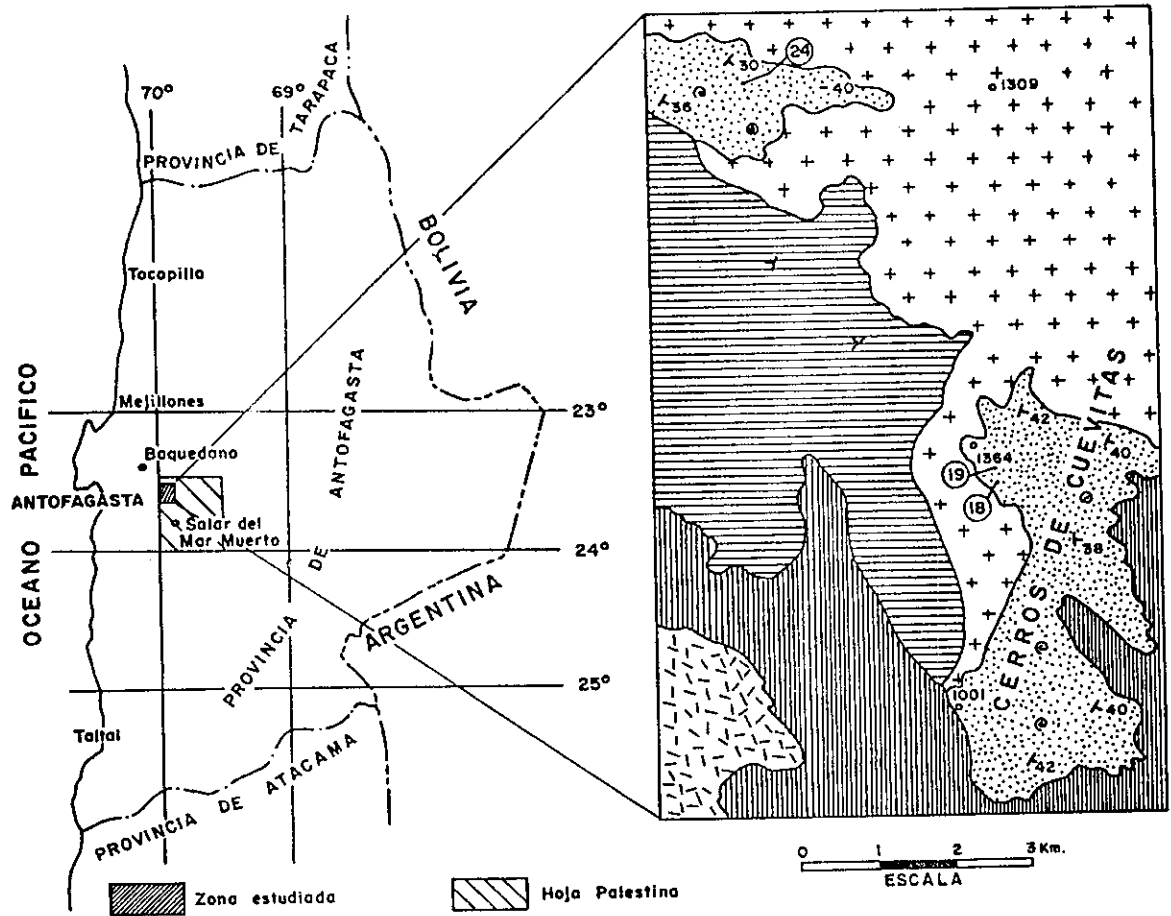 70°
69°
PROVINCIA DE TARAPACA
BOLIVIA
Tocopilla
ANTOFAGASTA
Mejillones
23°
OCEANO PACIFICO
Baquedano
ANTOFAGASTA
Salar del
Mar Muerto
24°
DE
ARGENTINA
PROVINCIA
25°
Taltal
PROVINCIA DE ATACAMA
Zona estudiada
Hoja Palestina
24
30
40
1309
36
42
40
1364
19
18
38
CERROS DE CUEVITAS
1001
40
42
0 1 2 3 Km.
ESCALA